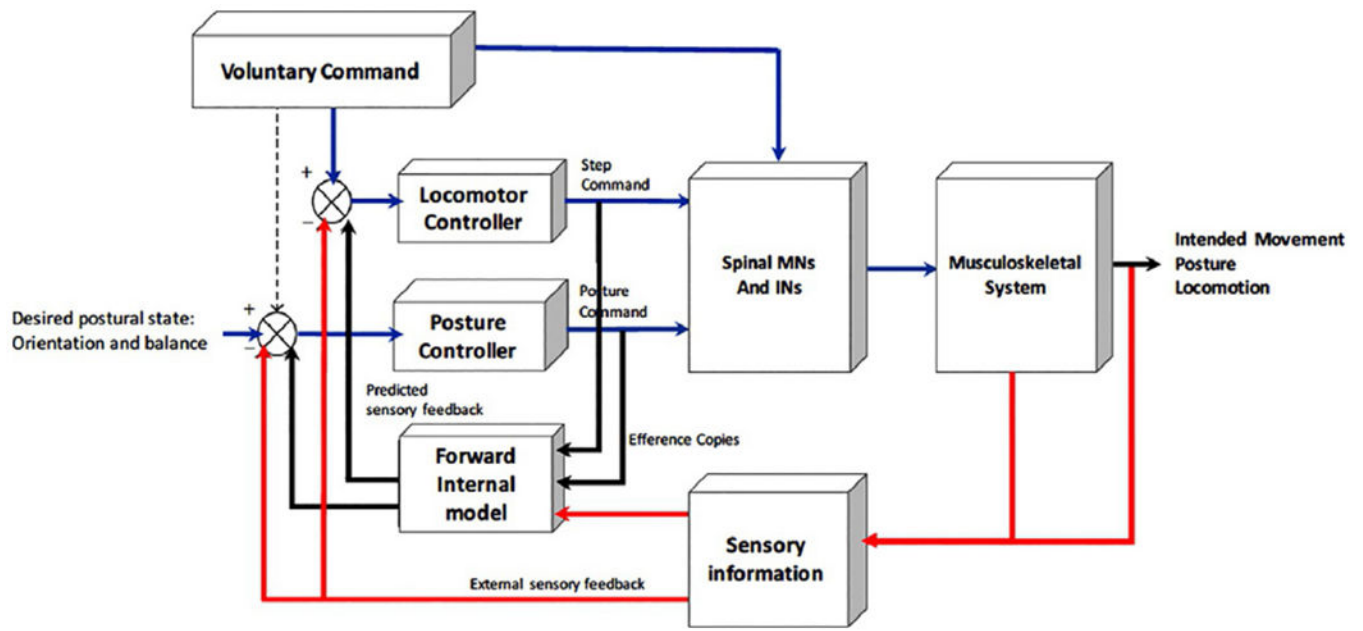 Voluntary Command
+
Step
Command
Locomotor
Controller
−
Spinal MNs
And INs
Musculoskeletal
System
Intended Movement
Posture
Locomotion
Posture
Command
+
Desired postural state:
Orientation and balance
−
Posture
Controller
Predicted
sensory feedback
Efference Copies
Forward
Internal
model
Sensory
information
External sensory feedback